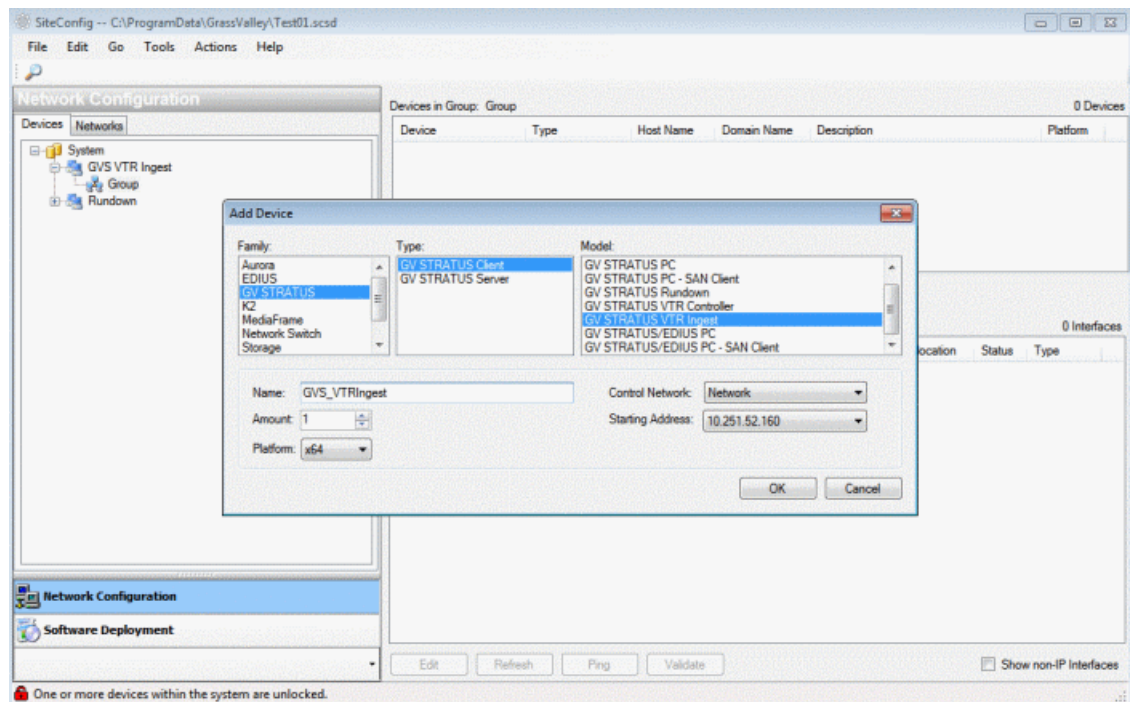 SiteConfig -- C:\ProgramData\GrassValley\Test01.scsd
File Edit Go Tools Actions Help
Network Configuration
Devices Networks
System
GVS VTR Ingest
Group
Rundown
Devices in Group: Group 0 Devices
Device Type Host Name Domain Name Description Platform
Add Device
Family: Type: Model:
Aurora GV STRATUS Client GV STRATUS PC
EDIUS GV STRATUS Server GV STRATUS PC - SAN Client
GV STRATUS GV STRATUS Rundown
K2 GV STRATUS VTR Controller
MediaFrame GV STRATUS VTR Ingest
Network Switch GV STRATUS/EDIUS PC
Storage GV STRATUS/EDIUS PC - SAN Client
Name: GVS_VTRIngest Control Network: Network
Amount: 1 Starting Address: 10.251.52.160
Platform: x64
OK Cancel
0 Interfaces
ocation Status Type
Network Configuration
Software Deployment
Edit Refresh Ping Validate Show non-IP Interfaces
One or more devices within the system are unlocked.